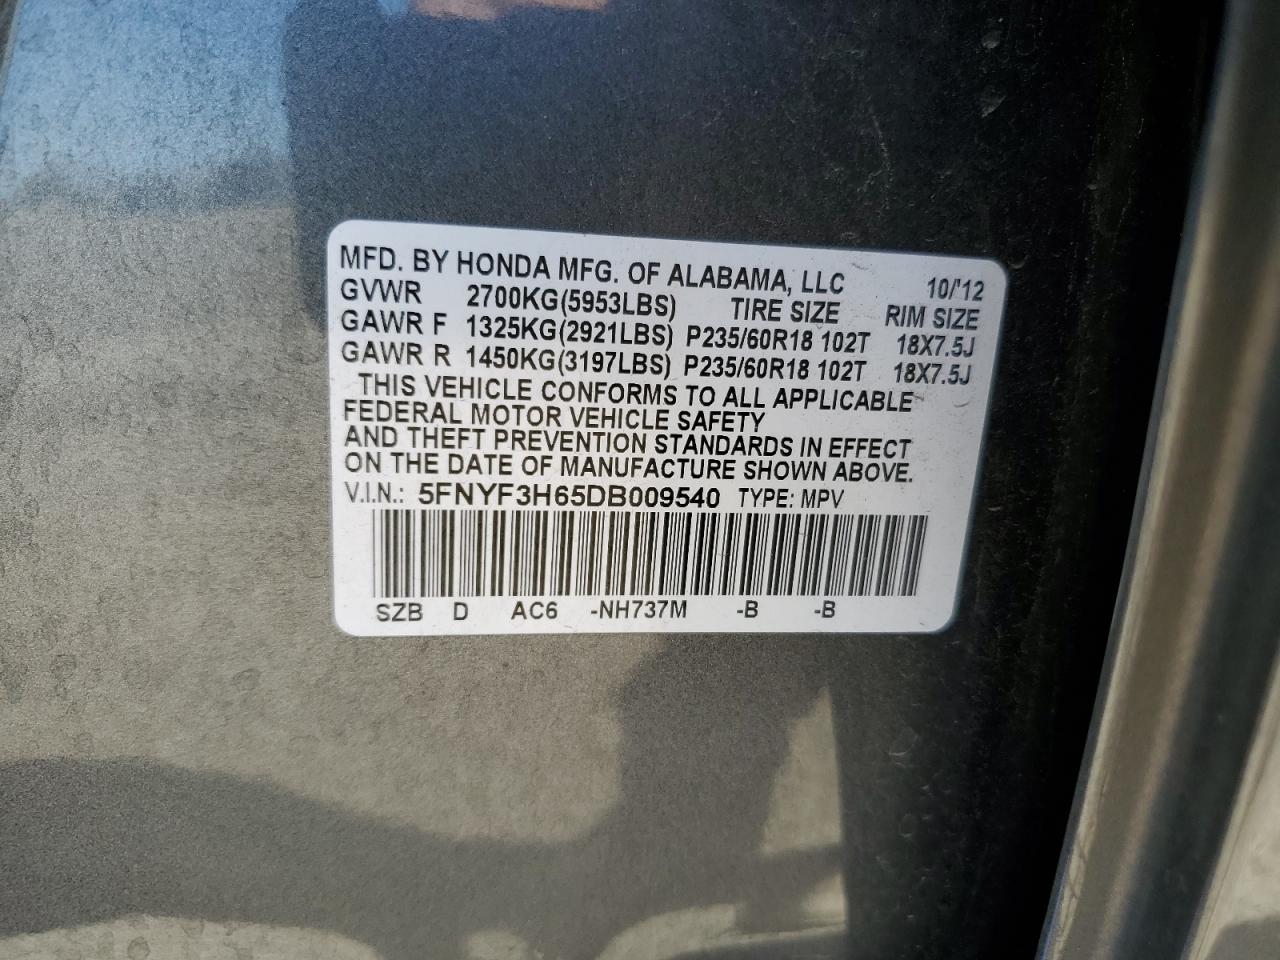 MFD. BY HONDA MFG. OF ALABAMA, LLC 10/'12
GVWR 2700KG(5953LBS) TIRE SIZE RIM SIZE
GAWR F 1325KG(2921LBS) P235/60R18 102T 18X7.5J
GAWR R 1450KG(3197LBS) P235/60R18 102T 18X7.5J
THIS VEHICLE CONFORMS TO ALL APPLICABLE
FEDERAL MOTOR VEHICLE SAFETY
AND THEFT PREVENTION STANDARDS IN EFFECT
ON THE DATE OF MANUFACTURE SHOWN ABOVE.
V.I.N.: 5FNYF3H65DB009540 TYPE: MPV
SZB D AC6 -NH737M -B -B